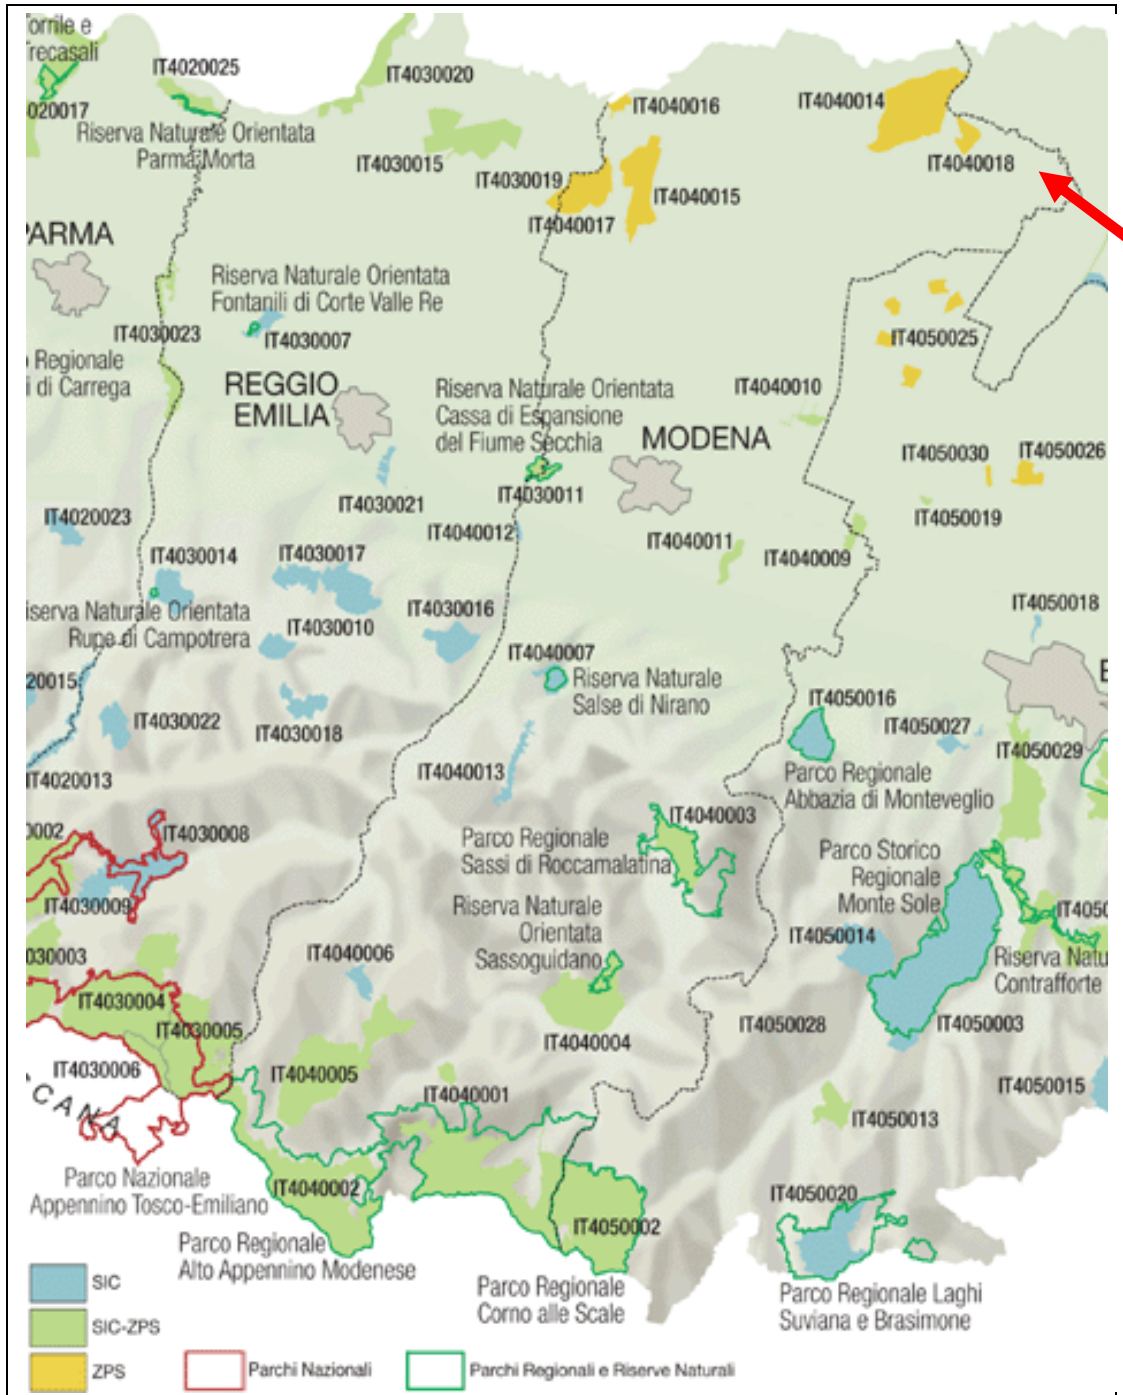 Torrile e
Trecasali
IT4020025
IT4030020
IT4040016
IT4040014
020017
Riserva Naturale Orientata
Parma Morta
IT4030015
IT4030019
IT4040018
IT4040015
IT4040017
PARMA
Riserva Naturale Orientata
Fontanili di Corte Valle Re
IT4030023
IT4030007
IT4050025
Regionale
i di Carrega
REGGIO
EMILIA
Riserva Naturale Orientata
Cassa di Espansione
del Fiume Secchia
IT4040010
MODENA
IT4050030
IT4050026
IT4030021
IT4030011
IT4020023
IT4050019
IT4040012
IT4040011
IT4040009
IT4030014
IT4030017
IT4030016
IT4050018
iserva Naturale Orientata
Rupe di Campotrera
IT4030010
IT4040007
Riserva Naturale
Salse di Nirano
20015
IT4050016
IT4030022
IT4030018
IT4050027
IT4050029
IT4020013
IT4040013
Parco Regionale
Abbazia di Monteveglio
0002
IT4030008
IT4040003
Parco Regionale
Sassi di Roccamalatina
Parco Storico
Regionale
Monte Sole
IT4030009
Riserva Naturale
Orientata
Sassoguidano
IT4050
IT4050014
030003
IT4040006
Riserva Natu
Contrafforte
IT4030004
IT4030005
IT4050028
IT4050003
IT4040004
IT4030006
IT4040005
IT4040001
IT4050015
CANA
IT4050013
Parco Nazionale
Appennino Tosco-Emiliano
IT4040002
IT4050020
IT4050002
Parco Regionale
Alto Appennino Modenese
Parco Regionale
Corno alle Scale
Parco Regionale Laghi
Suviana e Brasimone
SIC
SIC-ZPS
ZPS
Parchi Nazionali
Parchi Regionali e Riserve Naturali